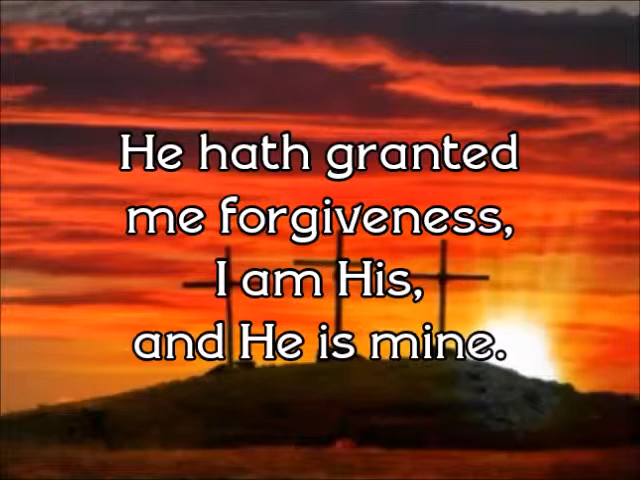 He hath granted
me forgiveness,
I am His,
and He is mine.